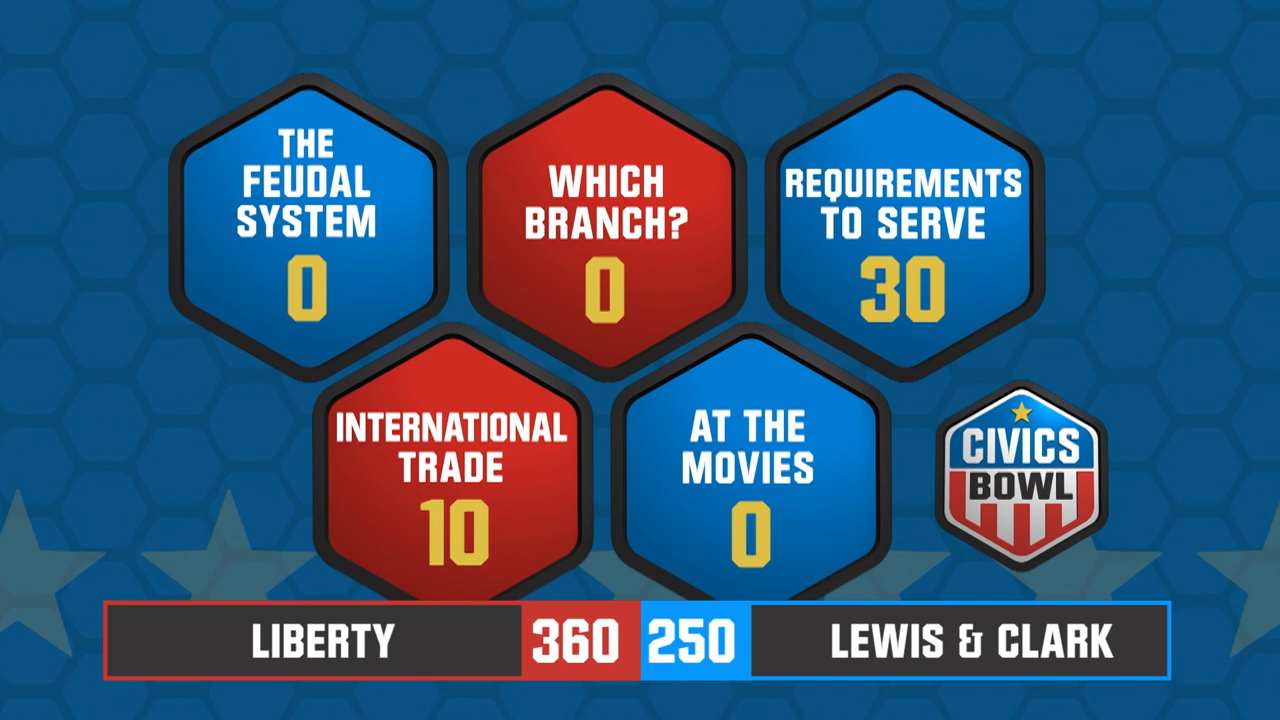 THE
FEUDAL
SYSTEM
0
WHICH
BRANCH?
0
REQUIREMENTS
TO SERVE
30
INTERNATIONAL
TRADE
10
AT THE
MOVIES
0
CIVICS
BOWL
LIBERTY 360 250 LEWIS & CLARK